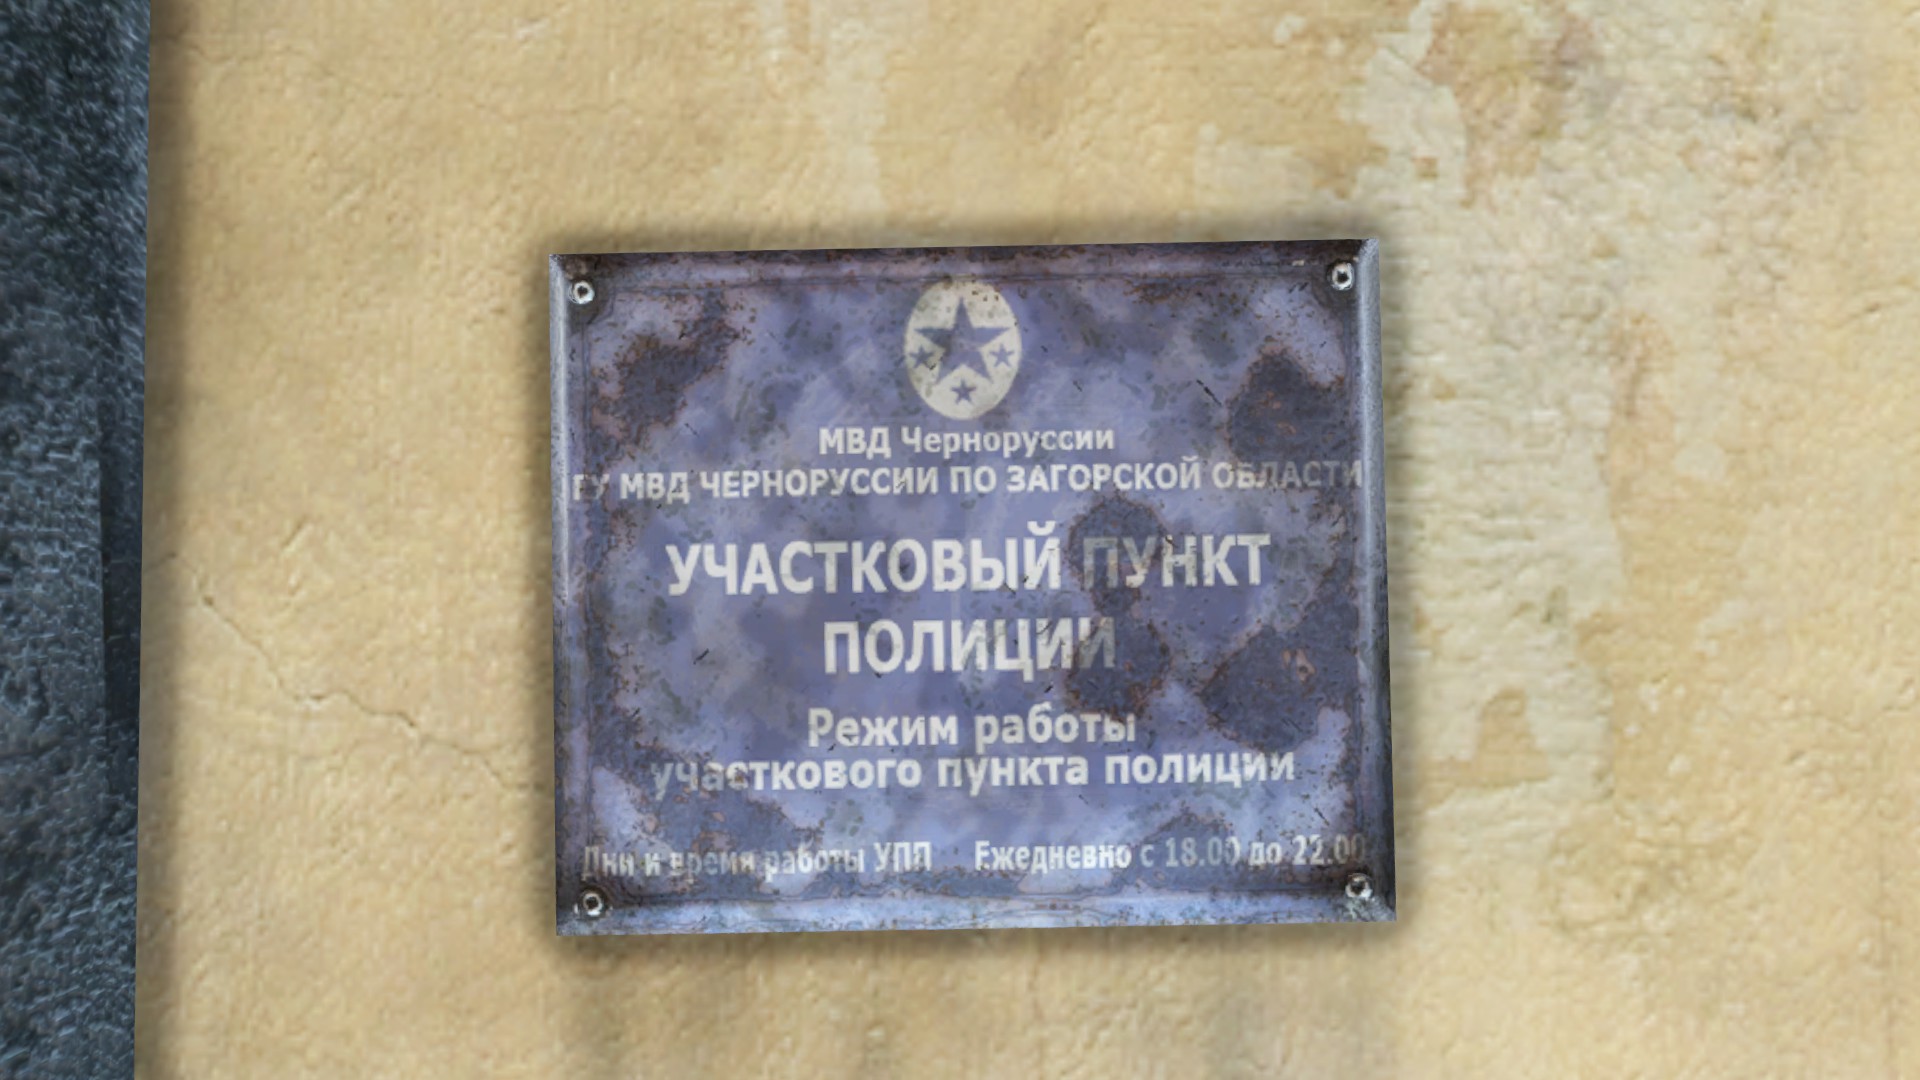 МВД Черноруссии
ГУ МВД ЧЕРНОРУССИИ ПО ЗАГОРСКОЙ ОБЛАСТИ
УЧАСТКОВЫЙ ПУНКТ
ПОЛИЦИИ
Режим работы
участкового пункта полиции
Дни и время работы УПП Ежедневно с 18.00 до 22.00